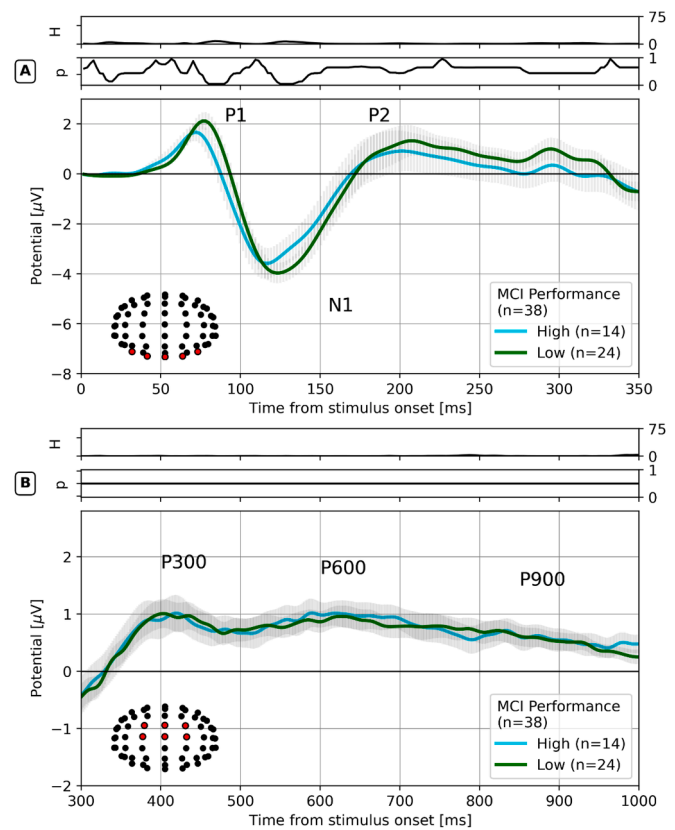 75
H
0
A
1
p
0
P1
P2
2
0
Potential [μV]
−2
−4
N1
MCI Performance
(n=38)
−6
High (n=14)
Low (n=24)
−8
0 50 100 150 200 250 300 350
Time from stimulus onset [ms]
75
H
0
B
1
p
0
P300
P600
P900
2
1
Potential [μV]
0
MCI Performance
(n=38)
−1
High (n=14)
Low (n=24)
−2
300 400 500 600 700 800 900 1000
Time from stimulus onset [ms]